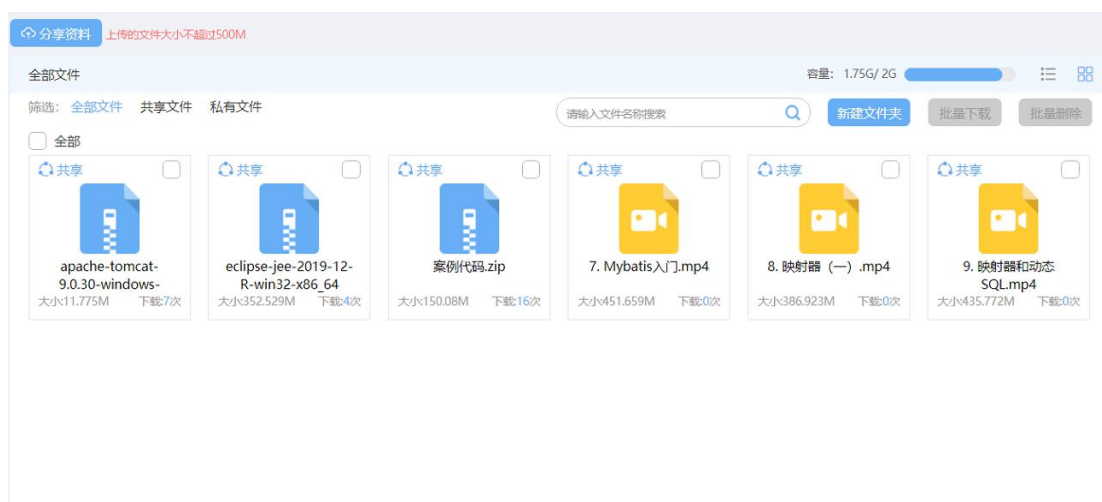 分享资料 上传的文件大小不超过500M
全部文件 容量：1.75G/ 2G
筛选： 全部文件 共享文件 私有文件 请输入文件名称搜索 新建文件夹 批量下载 批量删除
全部
共享 共享 共享 共享 共享 共享
apache-tomcat- eclipse-jee-2019-12- 案例代码.zip 7. Mybatis入门.mp4 8. 映射器（一）.mp4 9. 映射器和动态
9.0.30-windows- R-win32-x86_64 SQL.mp4
大小:11.775M 下载:7次 大小:352.529M 下载:4次 大小:150.08M 下载:16次 大小:451.659M 下载:0次 大小:386.923M 下载:0次 大小:435.772M 下载:0次